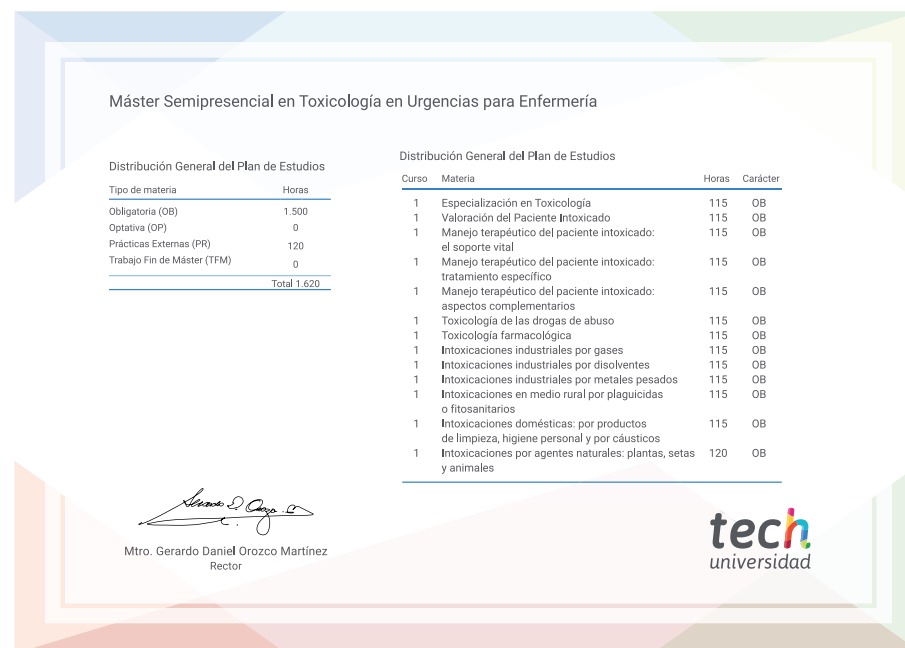 Máster Semipresencial en Toxicología en Urgencias para Enfermería
Distribución General del Plan de Estudios
Tipo de materia Horas
Obligatoria (OB) 1.500
Optativa (OP) 0
Prácticas Externas (PR) 120
Trabajo Fin de Máster (TFM) 0
Total 1.620
Distribución General del Plan de Estudios
Curso Materia Horas Carácter
1 Especialización en Toxicología 115 OB
1 Valoración del Paciente Intoxicado 115 OB
1 Manejo terapéutico del paciente intoxicado: 115 OB
el soporte vital
1 Manejo terapéutico del paciente intoxicado: 115 OB
tratamiento específico
1 Manejo terapéutico del paciente intoxicado: 115 OB
aspectos complementarios
1 Toxicología de las drogas de abuso 115 OB
1 Toxicología farmacológica 115 OB
1 Intoxicaciones industriales por gases 115 OB
1 Intoxicaciones industriales por disolventes 115 OB
1 Intoxicaciones industriales por metales pesados 115 OB
1 Intoxicaciones en medio rural por plaguicidas 115 OB
o fitosanitarios
1 Intoxicaciones domésticas: por productos 115 OB
de limpieza, higiene personal y por cáusticos
1 Intoxicaciones por agentes naturales: plantas, setas 120 OB
y animales
Mtro. Gerardo Daniel Orozco Martínez
Rector
tech
universidad